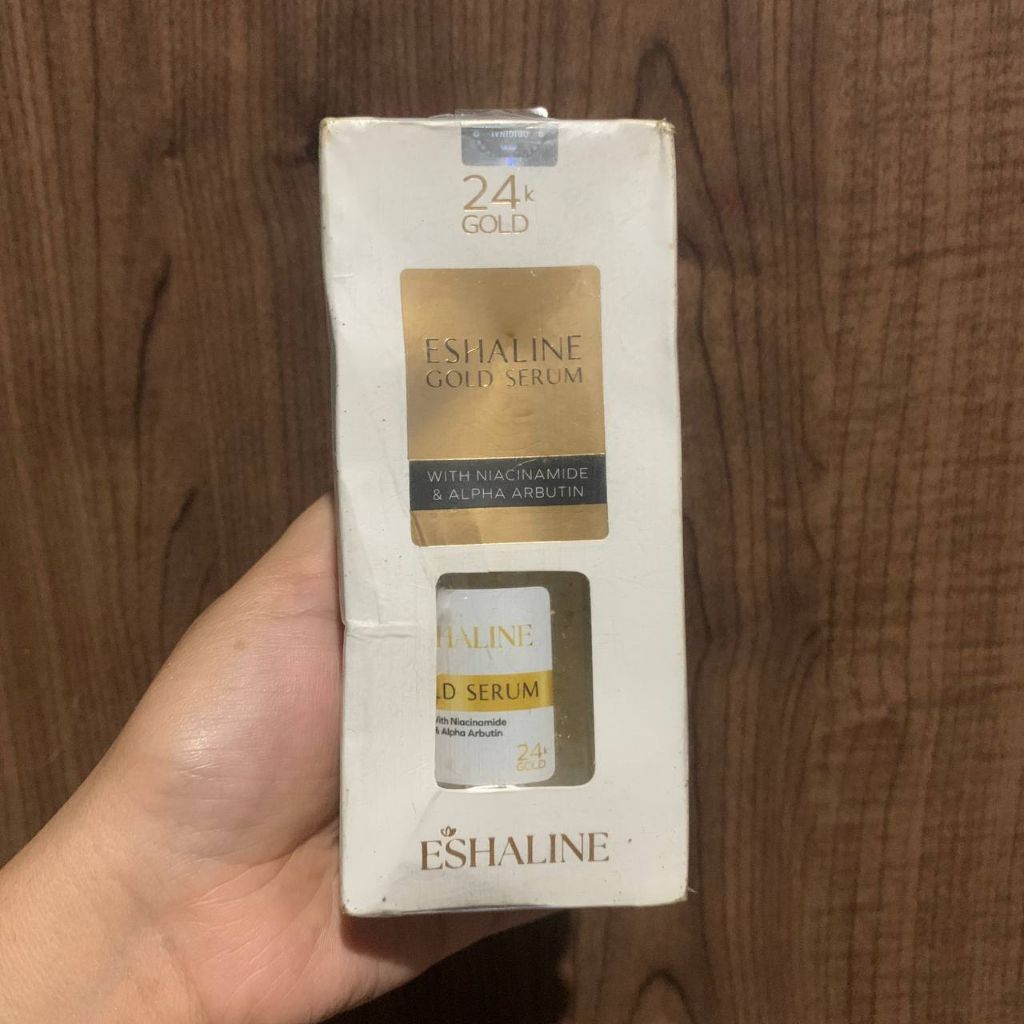 ORIGINAL
24k
GOLD
ESHALINE
GOLD SERUM
WITH NIACINAMIDE
& ALPHA ARBUTIN
HALINE
LD SERUM
With Niacinamide
& Alpha Arbutin
24k
GOLD
ESHALINE